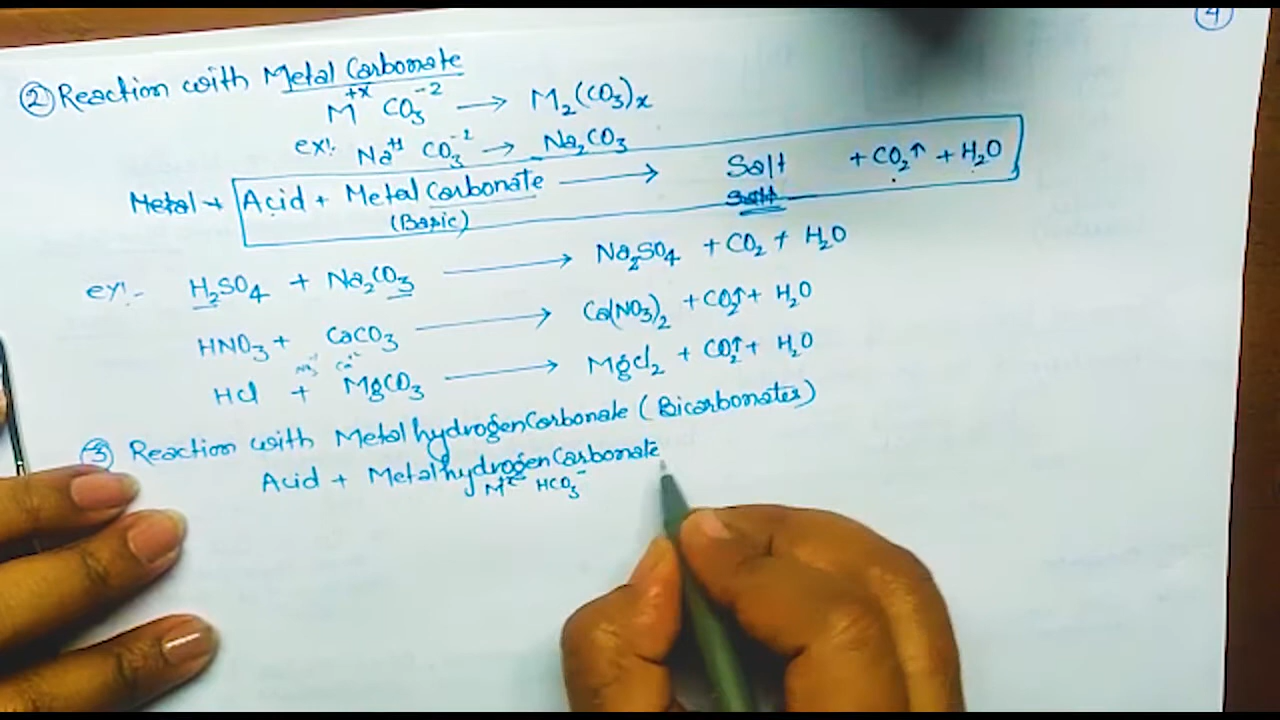 4
② Reaction with Metal Carbonate
M⁺ˣ CO₃⁻² → M₂(CO₃)ₓ
ex:- Na⁺¹ CO₃⁻² → Na₂CO₃
Metal + Acid + Metal Carbonate → Salt + CO₂↑ + H₂O
(Basic)
ex:- H₂SO₄ + Na₂CO₃ → Na₂SO₄ + CO₂ + H₂O
HNO₃ + CaCO₃ → Ca(NO₃)₂ + CO₂↑ + H₂O
HCl + MgCO₃ → MgCl₂ + CO₂↑ + H₂O
③ Reaction with Metal hydrogen Carbonate (Bicarbonates)
Acid + Metal hydrogen Carbonate
M⁺ˣ HCO₃⁻